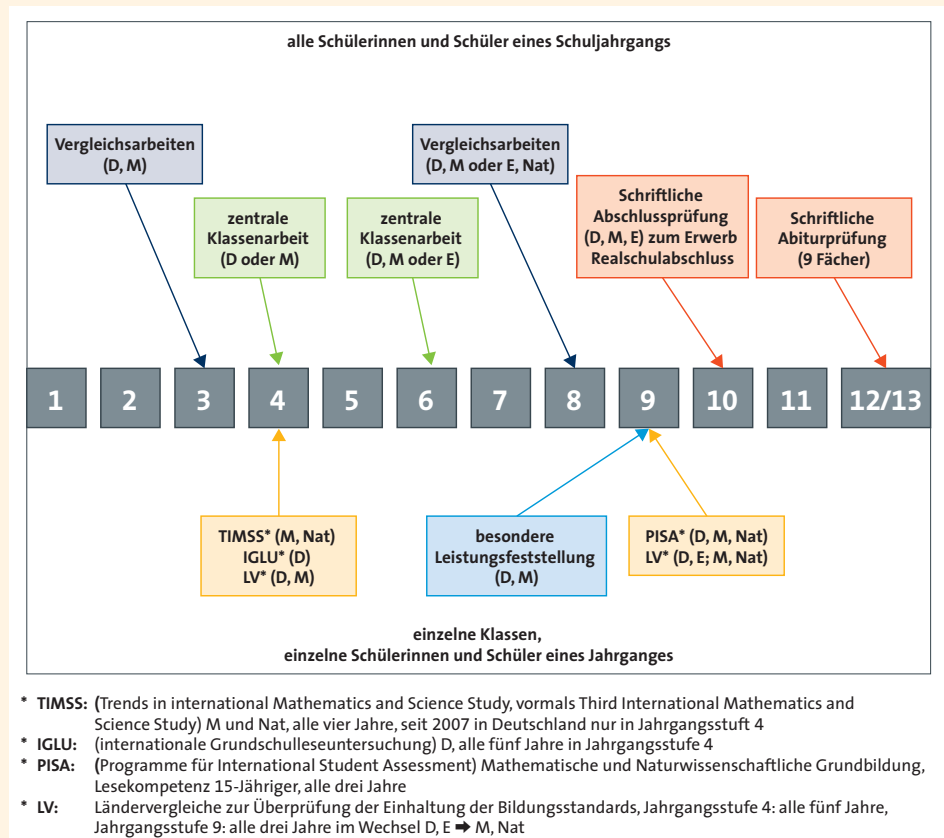 alle Schülerinnen und Schüler eines Schuljahrgangs
Vergleichsarbeiten
(D, M)
Vergleichsarbeiten
(D, M oder E, Nat)
zentrale
Klassenarbeit
(D oder M)
zentrale
Klassenarbeit
(D, M oder E)
Schriftliche
Abschlussprüfung
(D, M, E) zum Erwerb
Realschulabschluss
Schriftliche
Abiturprüfung
(9 Fächer)
1 2 3 4 5 6 7 8 9 10 11 12/13
TIMSS* (M, Nat)
IGLU* (D)
LV* (D, M)
besondere
Leistungsfeststellung
(D, M)
PISA* (D, M, Nat)
LV* (D, E; M, Nat)
einzelne Klassen,
einzelne Schülerinnen und Schüler eines Jahrganges
* TIMSS: (Trends in international Mathematics and Science Study, vormals Third International Mathematics and
Science Study) M und Nat, alle vier Jahre, seit 2007 in Deutschland nur in Jahrgangsstuft 4
* IGLU: (internationale Grundschulleseuntersuchung) D, alle fünf Jahre in Jahrgangsstufe 4
* PISA: (Programme für International Student Assessment) Mathematische und Naturwissenschaftliche Grundbildung,
Lesekompetenz 15-Jähriger, alle drei Jahre
* LV: Ländervergleiche zur Überprüfung der Einhaltung der Bildungsstandards, Jahrgangsstufe 4: alle fünf Jahre,
Jahrgangsstufe 9: alle drei Jahre im Wechsel D, E ➡ M, Nat